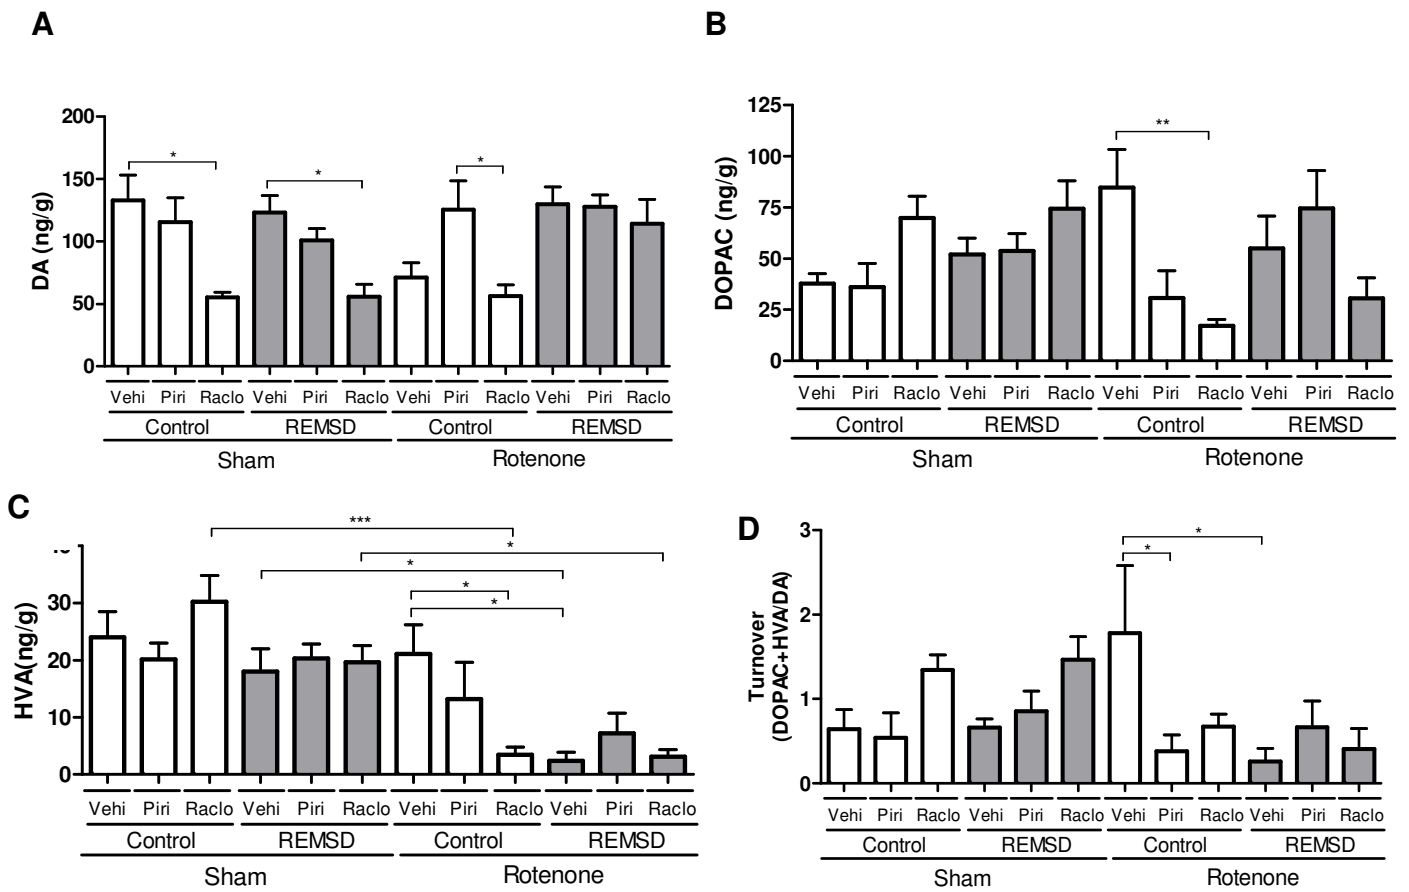 A
DA (ng/g)
200
150
100
50
0
*
*
*
Vehi Piri Raclo Vehi Piri Raclo Vehi Piri Raclo Vehi Piri Raclo
Control REMSD Control REMSD
Sham Rotenone
B
DOPAC (ng/g)
125
100
75
50
25
0
**
Vehi Piri Raclo Vehi Piri Raclo Vehi Piri Raclo Vehi Piri Raclo
Control REMSD Control REMSD
Sham Rotenone
C
HVA(ng/g)
30
20
10
0
***
*
*
*
*
Vehi Piri Raclo Vehi Piri Raclo Vehi Piri Raclo Vehi Piri Raclo
Control REMSD Control REMSD
Sham Rotenone
D
Turnover
(DOPAC+HVA/DA)
3
2
1
0
*
*
Vehi Piri Raclo Vehi Piri Raclo Vehi Piri Raclo Vehi Piri Raclo
Control REMSD Control REMSD
Sham Rotenone